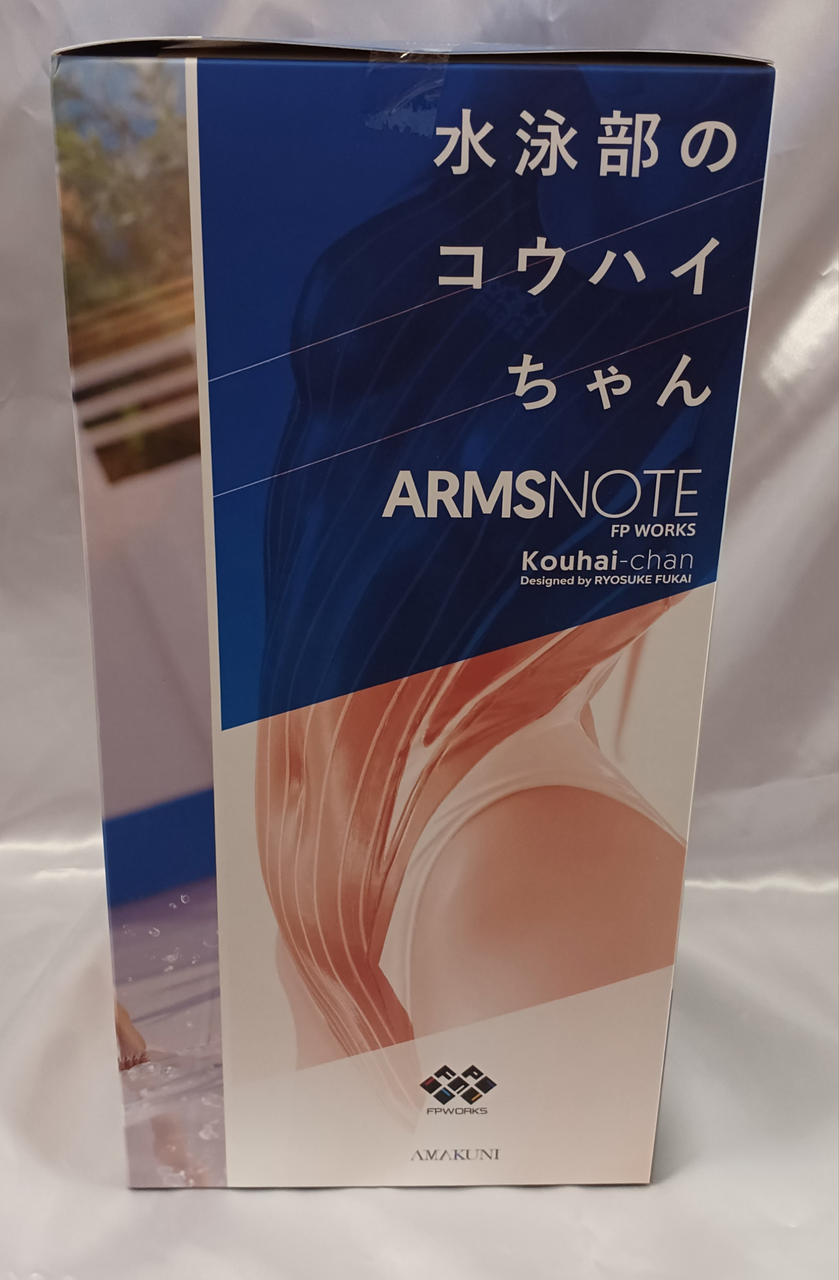 水泳部の
コウハイ
ちゃん
ARMSNOTE
FP WORKS
Kouhai-chan
Designed by RYOSUKE FUKAI
FPWORKS
AMAKUNI